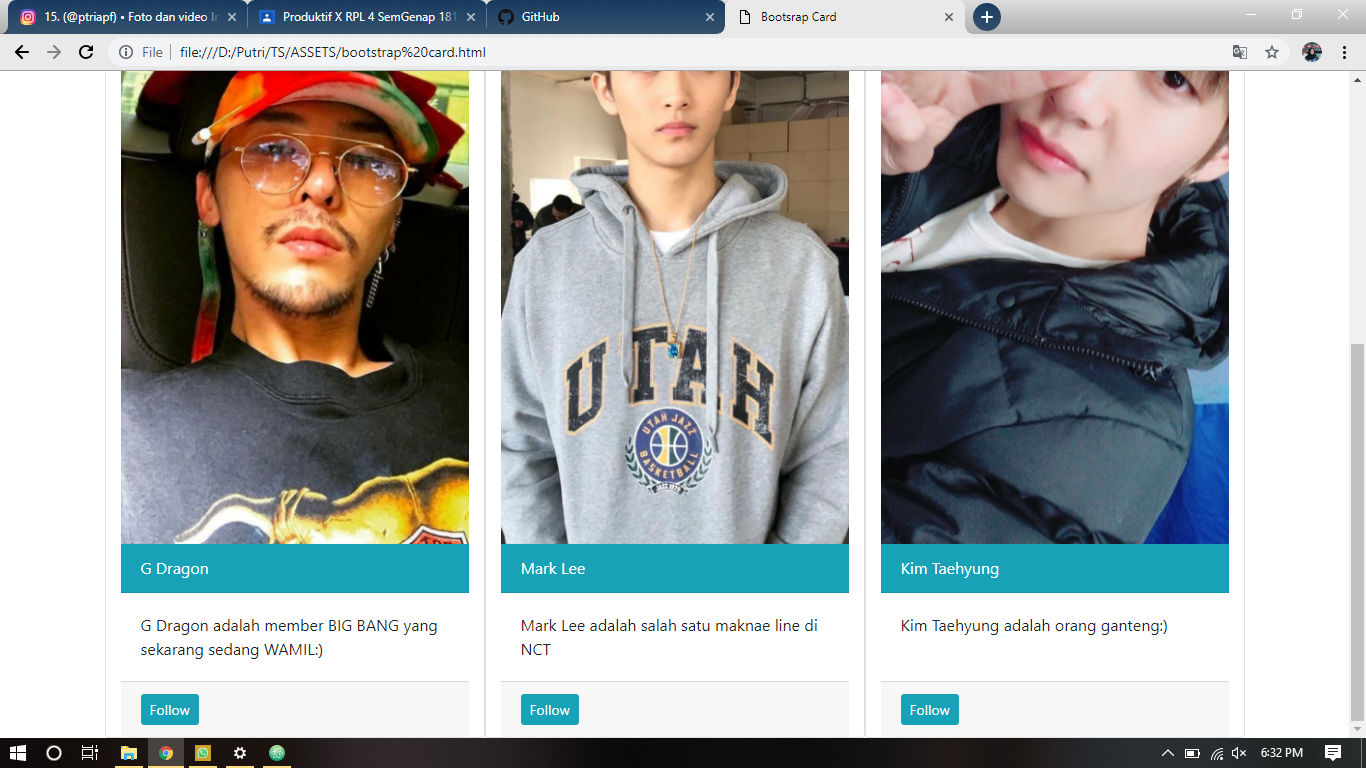 15. (@ptriapf) • Foto dan video In
Produktif X RPL 4 SemGenap 181
GitHub
Bootsrap Card
File
file:///D:/Putri/TS/ASSETS/bootstrap%20card.html
UTAH
UTAH JAZZ
BASKETBALL
G Dragon
Mark Lee
Kim Taehyung
G Dragon adalah member BIG BANG yang
sekarang sedang WAMIL:)
Mark Lee adalah salah satu maknae line di
NCT
Kim Taehyung adalah orang ganteng:)
Follow
Follow
Follow
6:32 PM